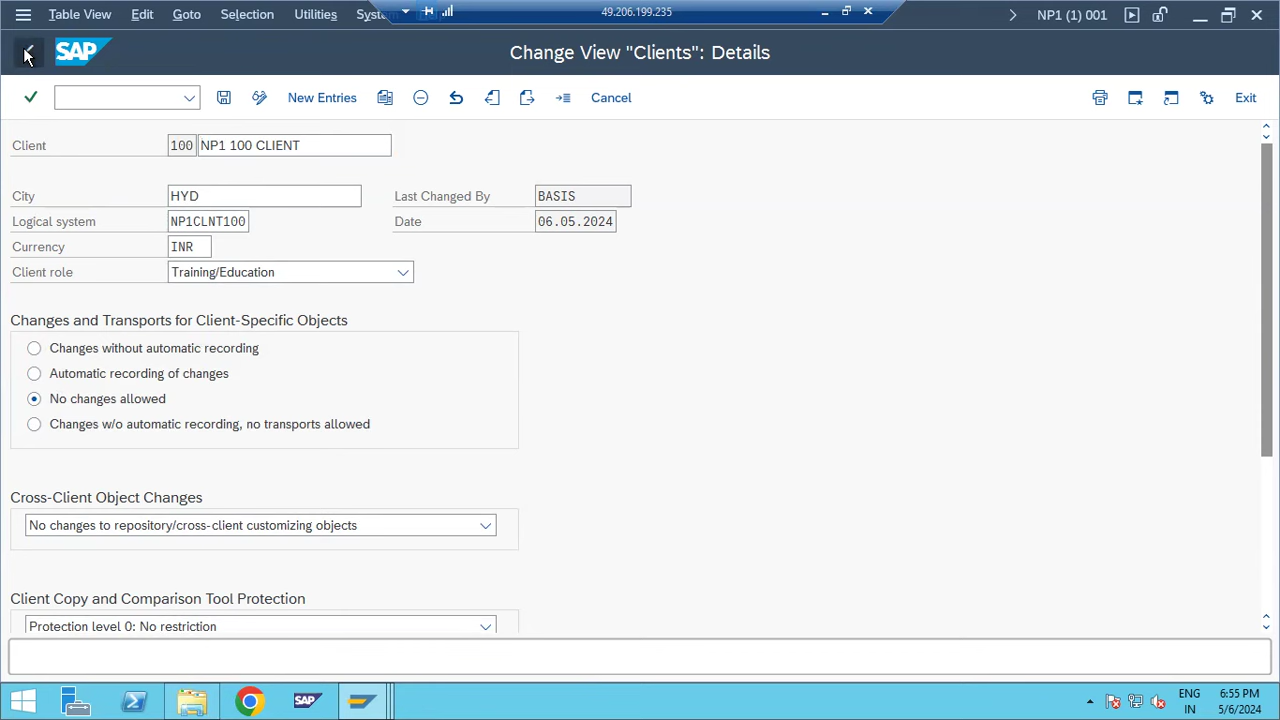 Table View Edit Goto Selection Utilities System 49.206.199.235 NP1 (1) 001
SAP Change View "Clients": Details
New Entries Cancel Exit
Client 100 NP1 100 CLIENT
City HYD Last Changed By BASIS
Logical system NP1CLNT100 Date 06.05.2024
Currency INR
Client role Training/Education
Changes and Transports for Client-Specific Objects
Changes without automatic recording
Automatic recording of changes
No changes allowed
Changes w/o automatic recording, no transports allowed
Cross-Client Object Changes
No changes to repository/cross-client customizing objects
Client Copy and Comparison Tool Protection
Protection level 0: No restriction
SAP ENG 6:55 PM
IN 5/6/2024